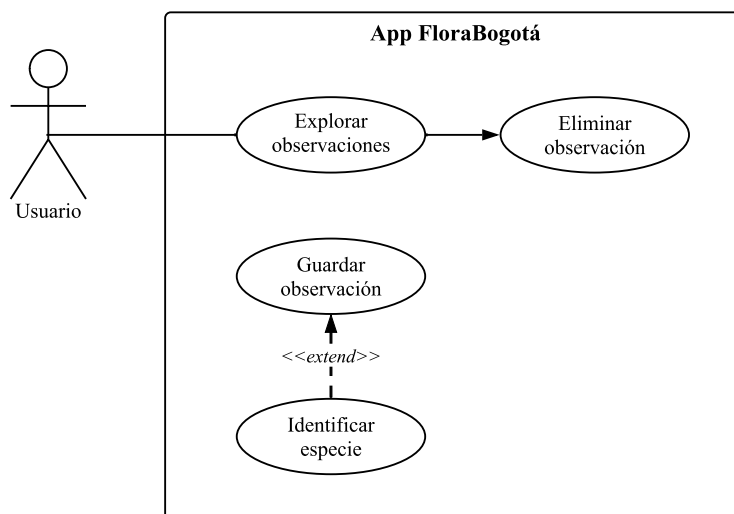 App FloraBogotá
Explorar
observaciones
Eliminar
observación
Usuario
Guardar
observación
<<extend>>
Identificar
especie